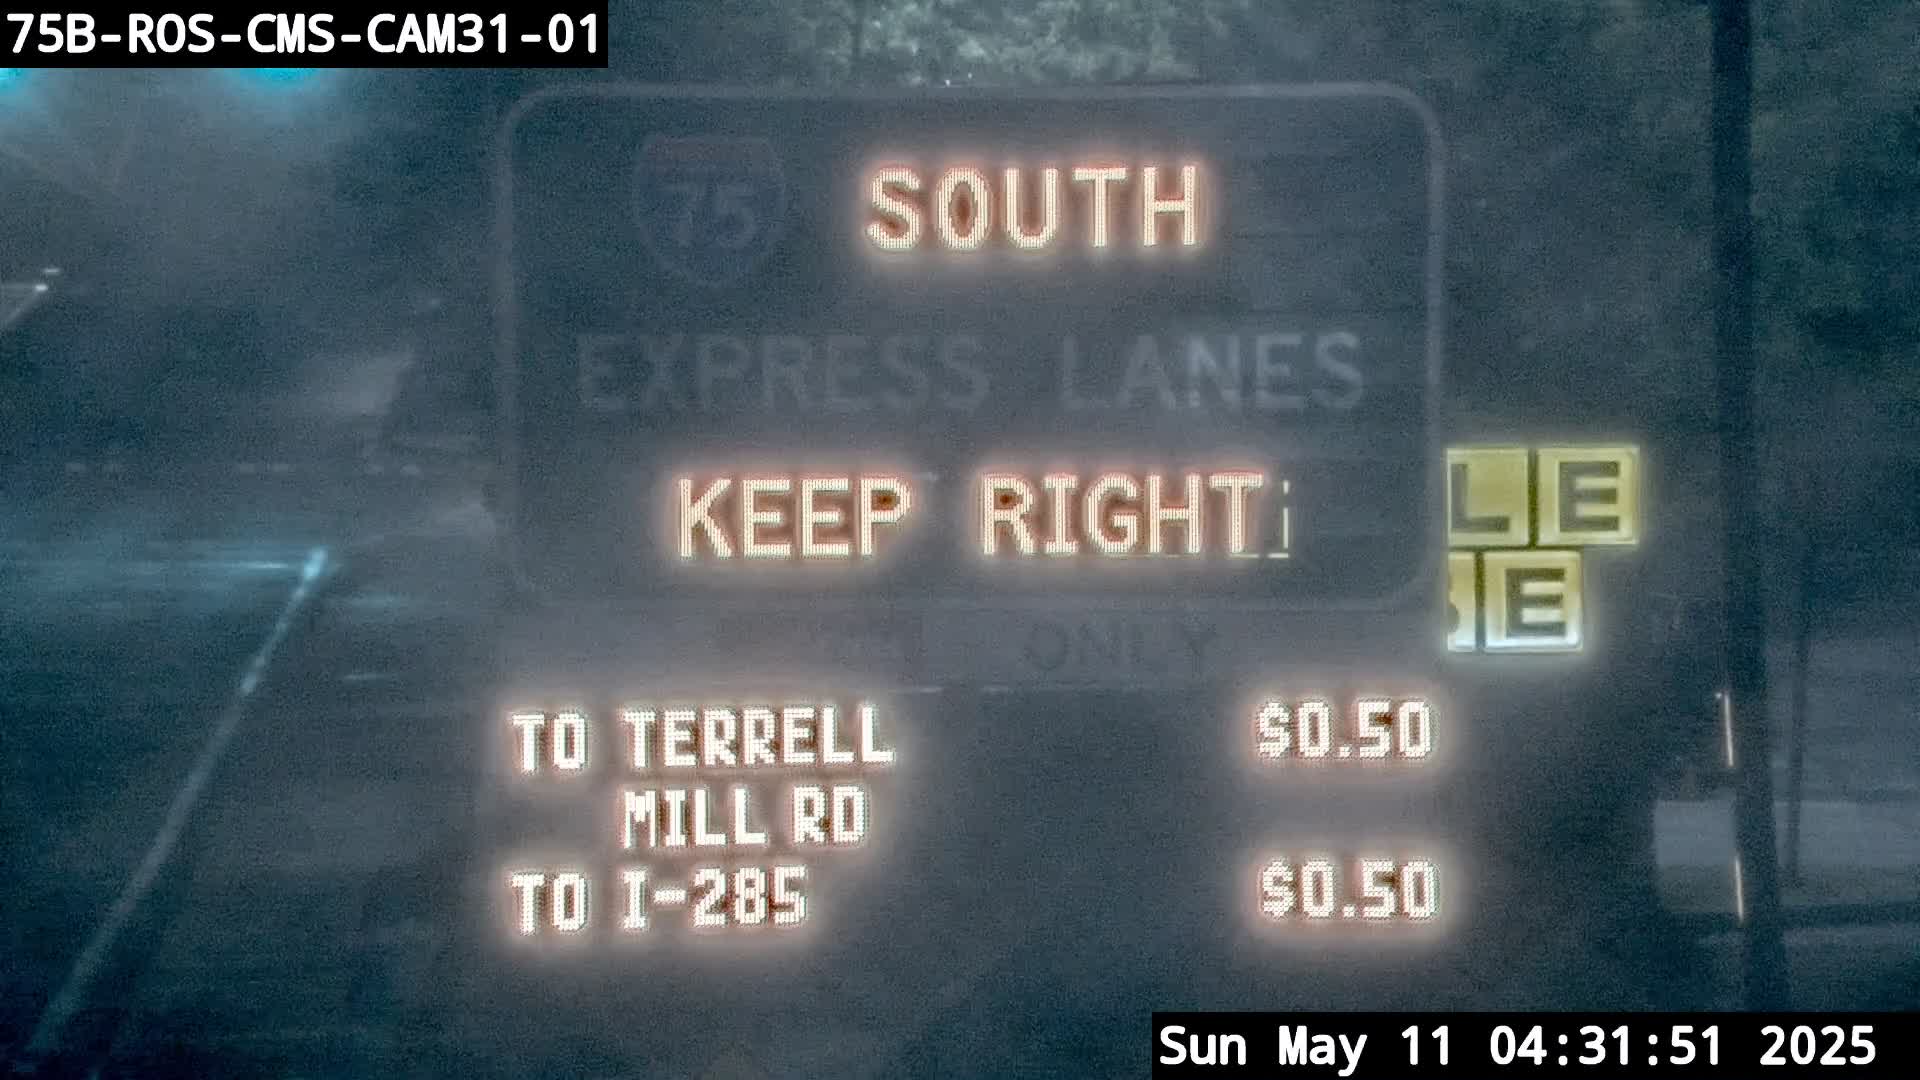 75B-ROS-CMS-CAM31-01
75 SOUTH
EXPRESS LANES
KEEP RIGHT
LE
E
ONLY
TO TERRELL $0.50
MILL RD
TO I-285 $0.50
Sun May 11 04:31:51 2025